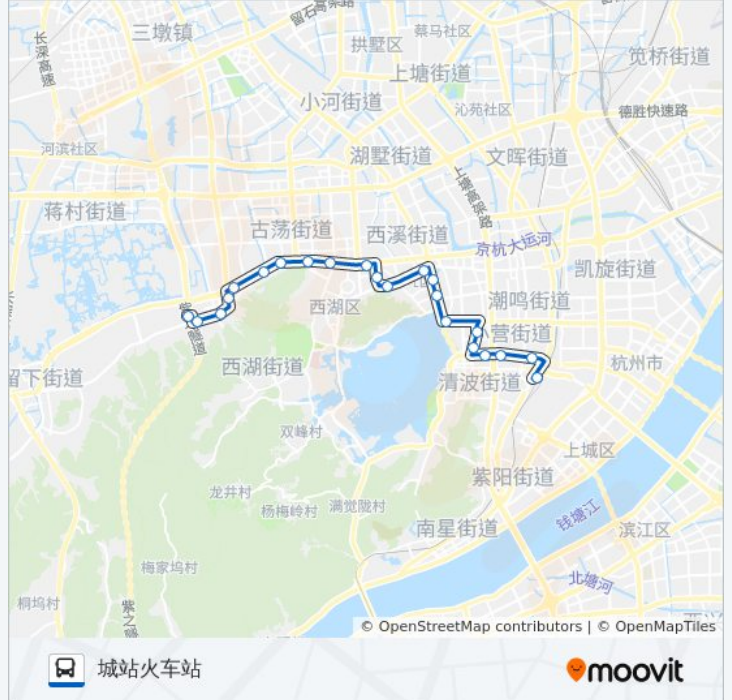 留石高架路
蔡马社区
三墩镇
拱墅区
长深高速
笕桥街道
上塘街道
小河街道
沁苑社区
德胜快速路
河滨社区
湖墅街道
文晖街道
上塘高架路
蒋村街道
古荡街道
西溪街道
京杭大运河
凯旋街道
潮鸣街道
西湖区
营街道
隧道
杭州市
西湖街道
留下街道
清波街道
双峰村
上城区
紫阳街道
龙井村
杨梅岭村
满觉陇村
钱塘江
南星街道
滨江区
梅家坞村
北塘河
桐坞村
紫之隧
© OpenStreetMap contributors | © OpenMapTiles
城站火车站
moovit